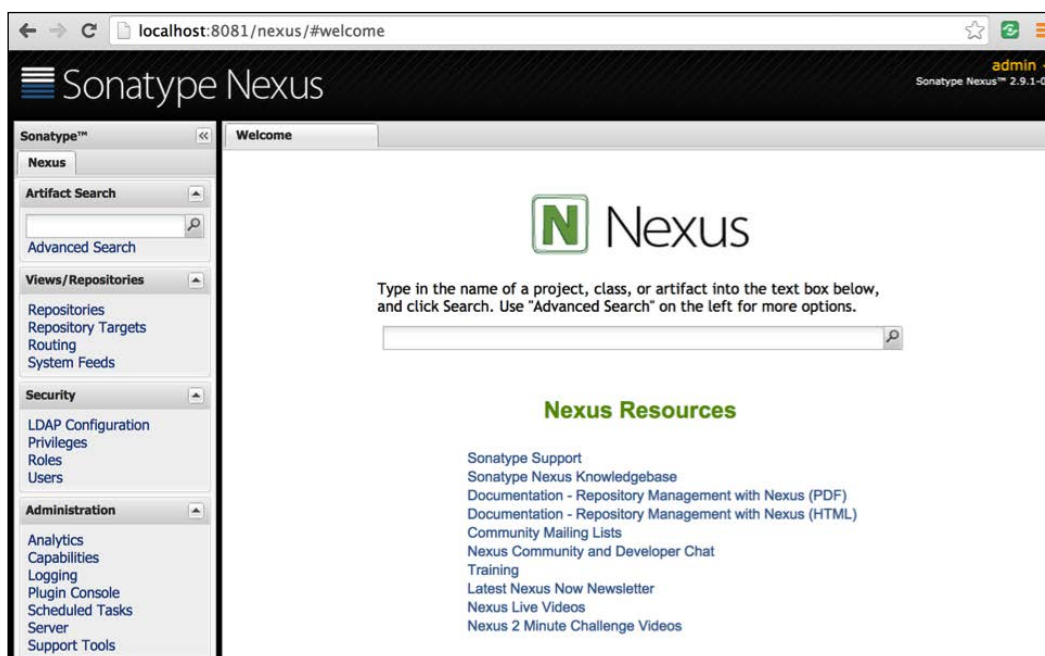 localhost:8081/nexus/#welcome
Sonatype Nexus
admin
Sonatype Nexus™ 2.9.1-0
Sonatype™
Nexus
Artifact Search
Advanced Search
Views/Repositories
Repositories
Repository Targets
Routing
System Feeds
Security
LDAP Configuration
Privileges
Roles
Users
Administration
Analytics
Capabilities
Logging
Plugin Console
Scheduled Tasks
Server
Support Tools
Welcome
N Nexus
Type in the name of a project, class, or artifact into the text box below,
and click Search. Use "Advanced Search" on the left for more options.
Nexus Resources
Sonatype Support
Sonatype Nexus Knowledgebase
Documentation - Repository Management with Nexus (PDF)
Documentation - Repository Management with Nexus (HTML)
Community Mailing Lists
Nexus Community and Developer Chat
Training
Latest Nexus Now Newsletter
Nexus Live Videos
Nexus 2 Minute Challenge Videos